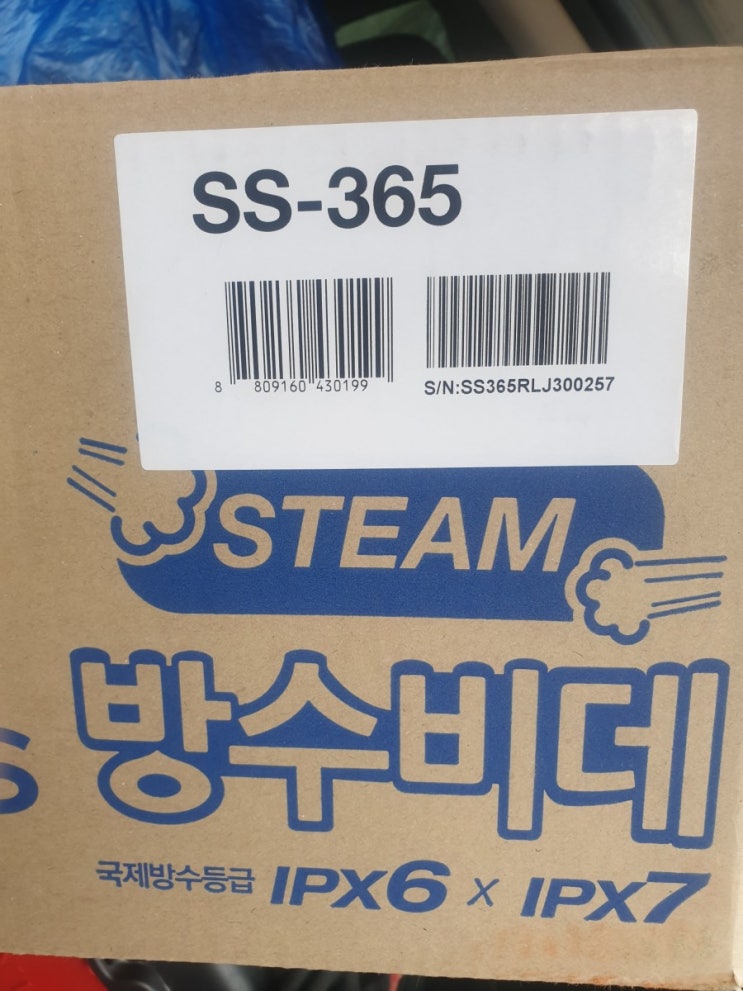 SS-365
8 809160 430199
S/N:SS365RLJ300257
STEAM
방수비데
국제방수등급 IPX6 x IPX7